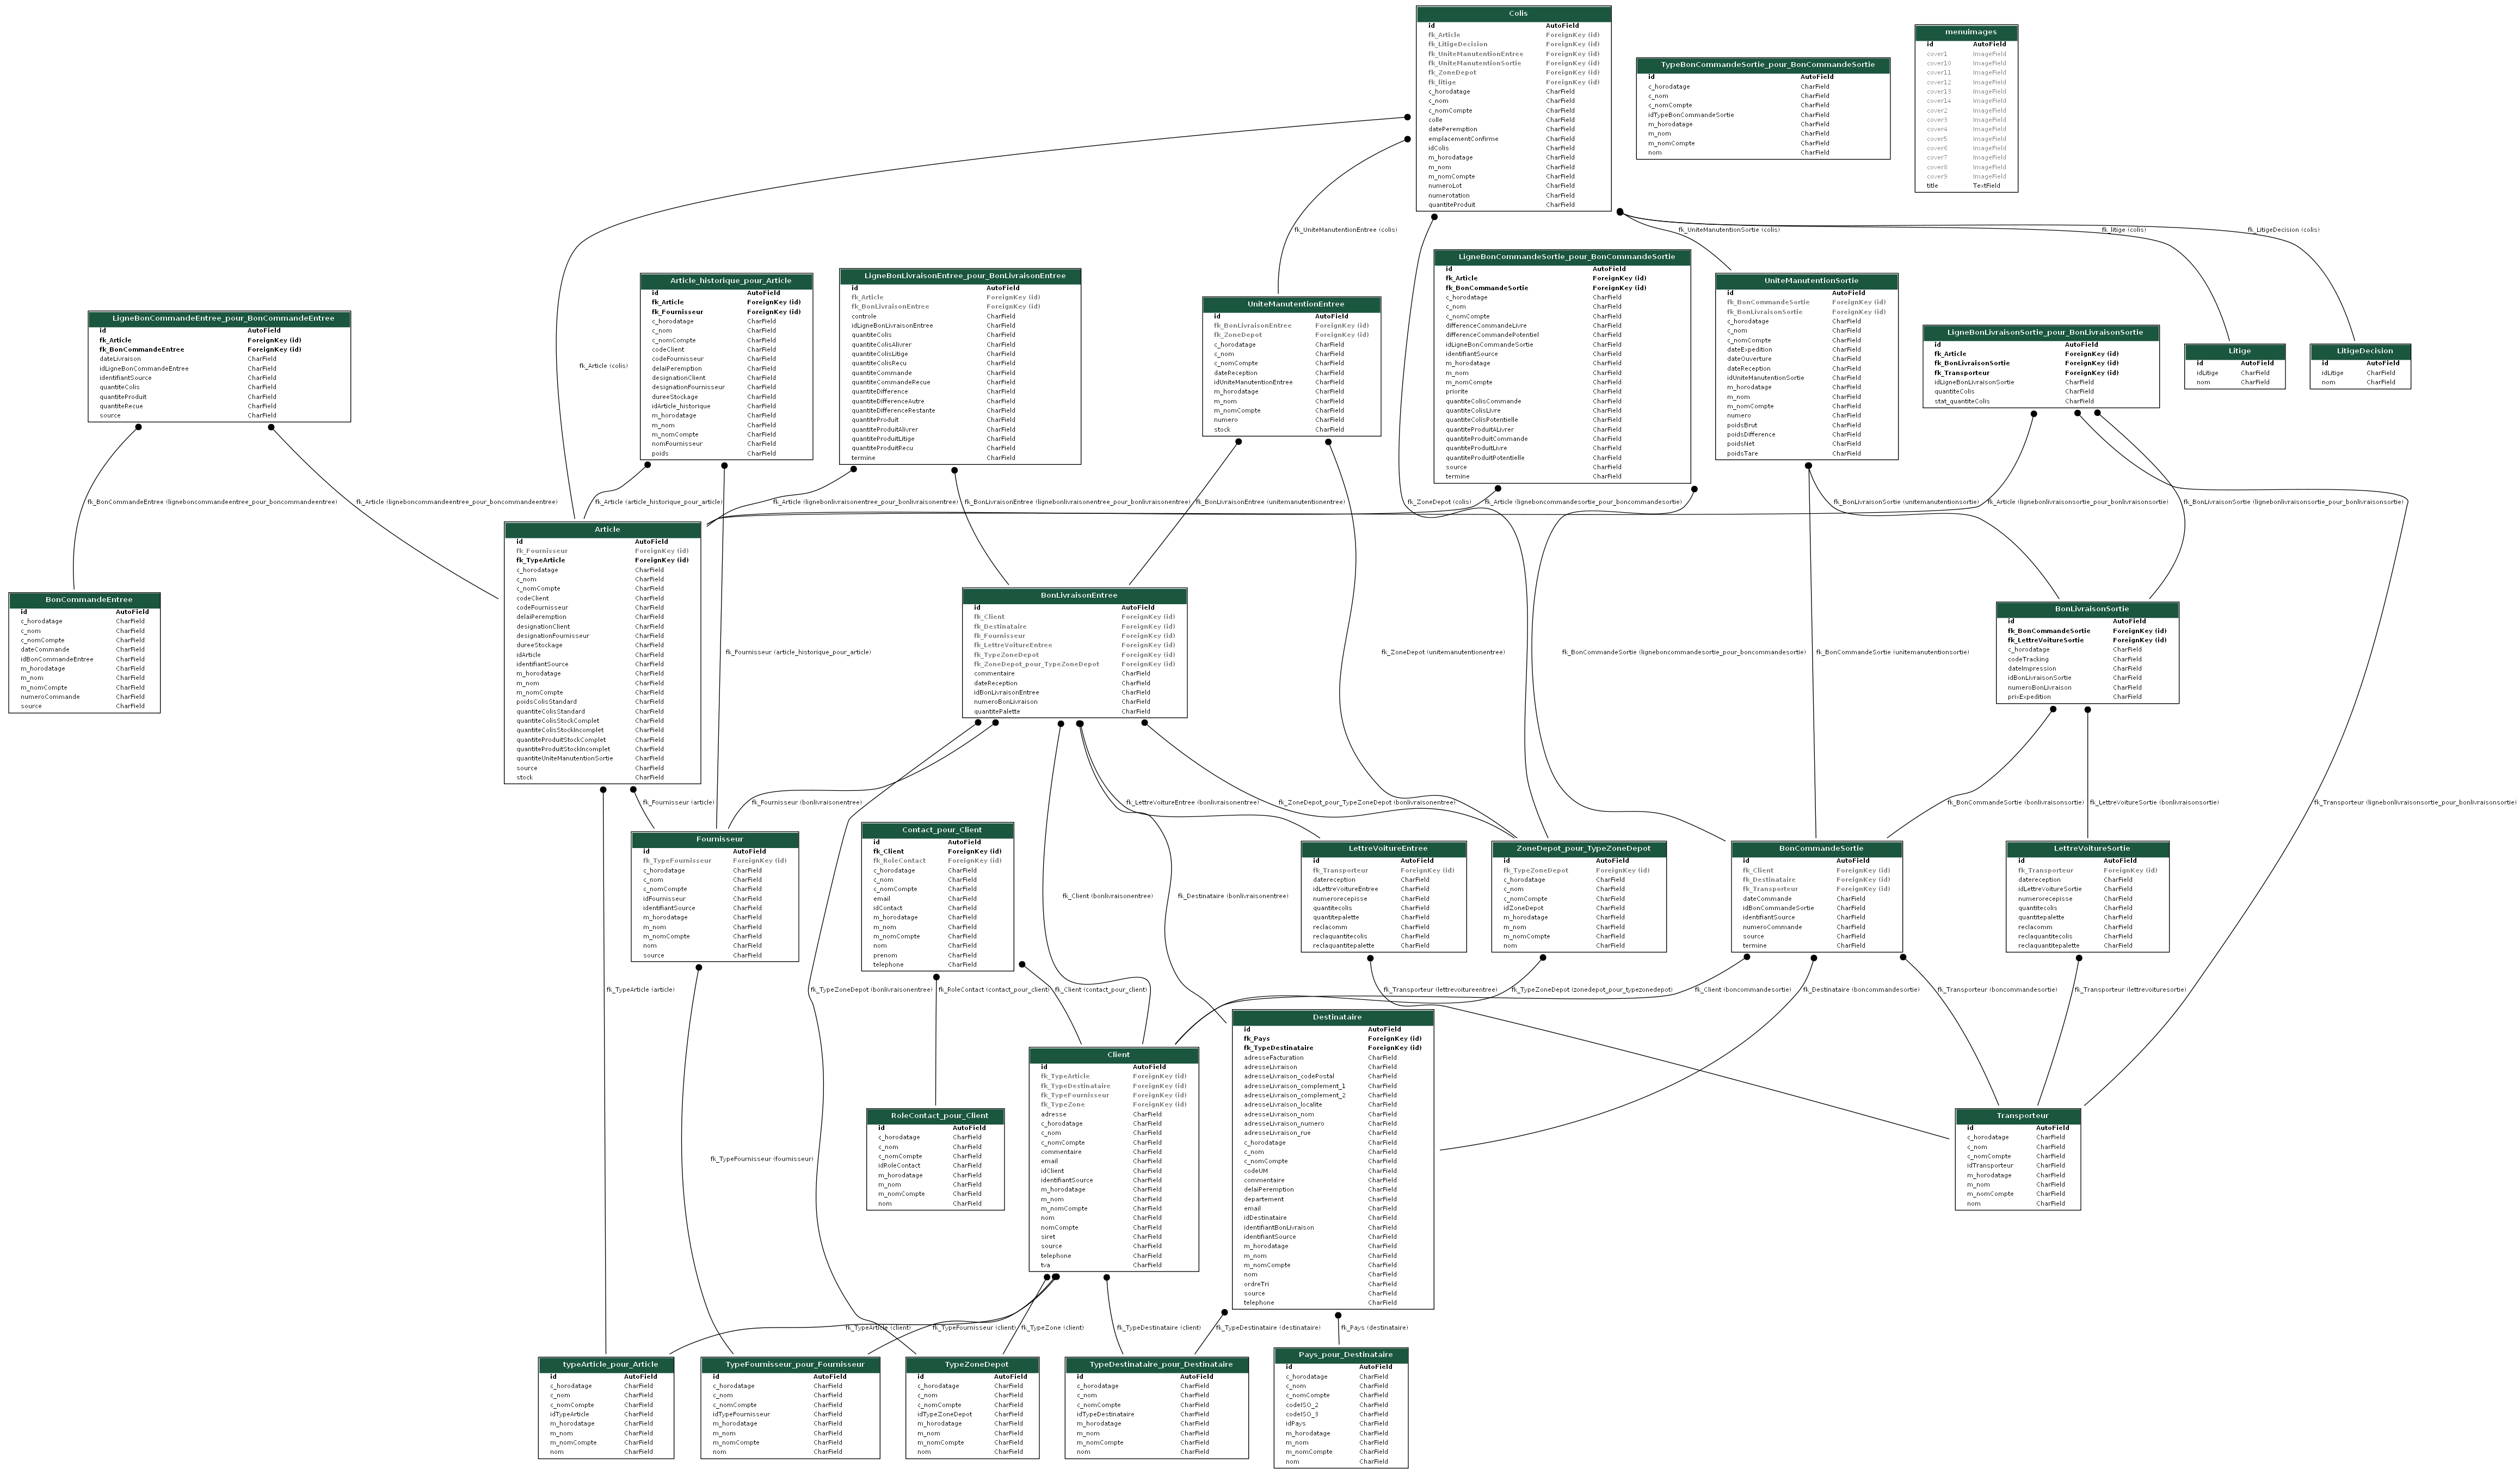 Colis
id AutoField
fk_Article ForeignKey (id)
fk_LitigeDecision ForeignKey (id)
fk_UniteManutentionEntree ForeignKey (id)
fk_UniteManutentionSortie ForeignKey (id)
fk_ZoneDepot ForeignKey (id)
fk_litige ForeignKey (id)
c_horodatage CharField
c_nom CharField
c_nomCompte CharField
colle CharField
datePeremption CharField
emplacementConfirme CharField
idColis CharField
m_horodatage CharField
m_nom CharField
m_nomCompte CharField
numeroLot CharField
numerotation CharField
quantiteProduit CharField
TypeBonCommandeSortie_pour_BonCommandeSortie
id AutoField
c_horodatage CharField
c_nom CharField
c_nomCompte CharField
idTypeBonCommandeSortie CharField
m_horodatage CharField
m_nom CharField
m_nomCompte CharField
nom CharField
menuimages
id AutoField
cover1 ImageField
cover10 ImageField
cover11 ImageField
cover12 ImageField
cover13 ImageField
cover14 ImageField
cover2 ImageField
cover3 ImageField
cover4 ImageField
cover5 ImageField
cover6 ImageField
cover7 ImageField
cover8 ImageField
cover9 ImageField
title TextField
fk_UniteManutentionEntree (colis)
fk_UniteManutentionSortie (colis)
fk_litige (colis)
fk_LitigeDecision (colis)
fk_Article (colis)
LigneBonCommandeEntree_pour_BonCommandeEntree
id AutoField
fk_Article ForeignKey (id)
fk_BonCommandeEntree ForeignKey (id)
dateLivraison CharField
idLigneBonCommandeEntree CharField
identifiantSource CharField
quantiteColis CharField
quantiteProduit CharField
quantiteRecue CharField
source CharField
Article_historique_pour_Article
id AutoField
fk_Article ForeignKey (id)
fk_Fournisseur ForeignKey (id)
c_horodatage CharField
c_nom CharField
c_nomCompte CharField
codeClient CharField
codeFournisseur CharField
delaiPeremption CharField
designationClient CharField
designationFournisseur CharField
dureeStockage CharField
idArticle_historique CharField
m_horodatage CharField
m_nom CharField
m_nomCompte CharField
nomFournisseur CharField
poids CharField
LigneBonLivraisonEntree_pour_BonLivraisonEntree
id AutoField
fk_Article ForeignKey (id)
fk_BonLivraisonEntree ForeignKey (id)
controle CharField
idLigneBonLivraisonEntree CharField
quantiteColis CharField
quantiteColisAlivrer CharField
quantiteColisLitige CharField
quantiteColisRecu CharField
quantiteCommande CharField
quantiteCommandeRecue CharField
quantiteDifference CharField
quantiteDifferenceAutre CharField
quantiteDifferenceRestante CharField
quantiteProduit CharField
quantiteProduitAlivrer CharField
quantiteProduitLitige CharField
quantiteProduitRecu CharField
termine CharField
UniteManutentionEntree
id AutoField
fk_BonLivraisonEntree ForeignKey (id)
fk_ZoneDepot ForeignKey (id)
c_horodatage CharField
c_nom CharField
c_nomCompte CharField
dateReception CharField
idUniteManutentionEntree CharField
m_horodatage CharField
m_nom CharField
m_nomCompte CharField
numero CharField
stock CharField
LigneBonCommandeSortie_pour_BonCommandeSortie
id AutoField
fk_Article ForeignKey (id)
fk_BonCommandeSortie ForeignKey (id)
c_horodatage CharField
c_nom CharField
c_nomCompte CharField
differenceCommandeLivre CharField
differenceCommandePotentiel CharField
idLigneBonCommandeSortie CharField
identifiantSource CharField
m_horodatage CharField
m_nom CharField
m_nomCompte CharField
priorite CharField
quantiteColisCommande CharField
quantiteColisLivre CharField
quantiteColisPotentielle CharField
quantiteProduitALivrer CharField
quantiteProduitCommande CharField
quantiteProduitLivre CharField
quantiteProduitPotentielle CharField
source CharField
termine CharField
UniteManutentionSortie
id AutoField
fk_BonCommandeSortie ForeignKey (id)
fk_BonLivraisonSortie ForeignKey (id)
c_horodatage CharField
c_nom CharField
c_nomCompte CharField
dateExpedition CharField
dateOuverture CharField
dateReception CharField
idUniteManutentionSortie CharField
m_horodatage CharField
m_nom CharField
m_nomCompte CharField
numero CharField
poidsBrut CharField
poidsDifference CharField
poidsNet CharField
poidsTare CharField
LigneBonLivraisonSortie_pour_BonLivraisonSortie
id AutoField
fk_Article ForeignKey (id)
fk_BonLivraisonSortie ForeignKey (id)
fk_Transporteur ForeignKey (id)
idLigneBonLivraisonSortie CharField
quantiteColis CharField
stat_quantiteColis CharField
Litige
id AutoField
idLitige CharField
nom CharField
LitigeDecision
id AutoField
idLitige CharField
nom CharField
fk_BonCommandeEntree (ligneboncommandeentree_pour_boncommandeentree)
fk_Article (ligneboncommandeentree_pour_boncommandeentree)
fk_Article (article_historique_pour_article)
fk_Article (lignebonlivraisonentree_pour_bonlivraisonentree)
fk_BonLivraisonEntree (lignebonlivraisonentree_pour_bonlivraisonentree)
fk_BonLivraisonEntree (unitemanutentionentree)
fk_ZoneDepot (colis)
fk_Article (ligneboncommandesortie_pour_boncommandesortie)
fk_BonLivraisonSortie (unitemanutentionsortie)
fk_Article (lignebonlivraisonsortie_pour_bonlivraisonsortie)
fk_BonLivraisonSortie (lignebonlivraisonsortie_pour_bonlivraisonsortie)
BonCommandeEntree
id AutoField
c_horodatage CharField
c_nom CharField
c_nomCompte CharField
dateCommande CharField
idBonCommandeEntree CharField
m_horodatage CharField
m_nom CharField
m_nomCompte CharField
numeroCommande CharField
source CharField
Article
id AutoField
fk_Fournisseur ForeignKey (id)
fk_TypeArticle ForeignKey (id)
c_horodatage CharField
c_nom CharField
c_nomCompte CharField
codeClient CharField
codeFournisseur CharField
delaiPeremption CharField
designationClient CharField
designationFournisseur CharField
dureeStockage CharField
idArticle CharField
identifiantSource CharField
m_horodatage CharField
m_nom CharField
m_nomCompte CharField
poidsColisStandard CharField
quantiteColisStandard CharField
quantiteColisStockComplet CharField
quantiteColisStockIncomplet CharField
quantiteProduitStockComplet CharField
quantiteProduitStockIncomplet CharField
quantiteUniteManutentionSortie CharField
source CharField
stock CharField
BonLivraisonEntree
id AutoField
fk_Client ForeignKey (id)
fk_Destinataire ForeignKey (id)
fk_Fournisseur ForeignKey (id)
fk_LettreVoitureEntree ForeignKey (id)
fk_TypeZoneDepot ForeignKey (id)
fk_ZoneDepot_pour_TypeZoneDepot ForeignKey (id)
commentaire CharField
dateReception CharField
idBonLivraisonEntree CharField
numeroBonLivraison CharField
quantitePalette CharField
BonLivraisonSortie
id AutoField
fk_BonCommandeSortie ForeignKey (id)
fk_LettreVoitureSortie ForeignKey (id)
c_horodatage CharField
codeTracking CharField
dateImpression CharField
idBonLivraisonSortie CharField
numeroBonLivraison CharField
prixExpedition CharField
fk_Fournisseur (article_historique_pour_article)
fk_ZoneDepot (unitemanutentionentree)
fk_BonCommandeSortie (ligneboncommandesortie_pour_boncommandesortie)
fk_BonCommandeSortie (unitemanutentionsortie)
fk_Fournisseur (article)
fk_Fournisseur (bonlivraisonentree)
fk_LettreVoitureEntree (bonlivraisonentree)
fk_ZoneDepot_pour_TypeZoneDepot (bonlivraisonentree)
fk_BonCommandeSortie (bonlivraisonsortie)
fk_LettreVoitureSortie (bonlivraisonsortie)
fk_Transporteur (lignebonlivraisonsortie_pour_bonlivraisonsortie)
Fournisseur
id AutoField
fk_TypeFournisseur ForeignKey (id)
c_horodatage CharField
c_nom CharField
c_nomCompte CharField
idFournisseur CharField
identifiantSource CharField
m_horodatage CharField
m_nom CharField
m_nomCompte CharField
nom CharField
source CharField
Contact_pour_Client
id AutoField
fk_Client ForeignKey (id)
fk_RoleContact ForeignKey (id)
c_horodatage CharField
c_nom CharField
c_nomCompte CharField
email CharField
idContact CharField
m_horodatage CharField
m_nom CharField
m_nomCompte CharField
nom CharField
prenom CharField
telephone CharField
fk_Client (bonlivraisonentree)
fk_Destinataire (bonlivraisonentree)
LettreVoitureEntree
id AutoField
fk_Transporteur ForeignKey (id)
datereception CharField
idLettreVoitureEntree CharField
numerorecepisse CharField
quantitecolis CharField
quantitepalette CharField
reclacomm CharField
reclaquantitecolis CharField
reclaquantitepalette CharField
ZoneDepot_pour_TypeZoneDepot
id AutoField
fk_TypeZoneDepot ForeignKey (id)
c_horodatage CharField
c_nom CharField
c_nomCompte CharField
idZoneDepot CharField
m_horodatage CharField
m_nom CharField
m_nomCompte CharField
nom CharField
BonCommandeSortie
id AutoField
fk_Client ForeignKey (id)
fk_Destinataire ForeignKey (id)
fk_Transporteur ForeignKey (id)
dateCommande CharField
idBonCommandeSortie CharField
identifiantSource CharField
numeroCommande CharField
source CharField
termine CharField
LettreVoitureSortie
id AutoField
fk_Transporteur ForeignKey (id)
datereception CharField
idLettreVoitureSortie CharField
numerorecepisse CharField
quantitecolis CharField
quantitepalette CharField
reclacomm CharField
reclaquantitecolis CharField
reclaquantitepalette CharField
fk_TypeArticle (article)
fk_TypeZoneDepot (bonlivraisonentree)
fk_RoleContact (contact_pour_client)
fk_Client (contact_pour_client)
fk_Transporteur (lettrevoitureentree)
fk_TypeZoneDepot (zonedepot_pour_typezonedepot)
fk_Client (boncommandesortie)
fk_Destinataire (boncommandesortie)
fk_Transporteur (boncommandesortie)
fk_Transporteur (lettrevoituresortie)
Client
id AutoField
fk_TypeArticle ForeignKey (id)
fk_TypeDestinataire ForeignKey (id)
fk_TypeFournisseur ForeignKey (id)
fk_TypeZone ForeignKey (id)
adresse CharField
c_horodatage CharField
c_nom CharField
c_nomCompte CharField
commentaire CharField
email CharField
idClient CharField
identifiantSource CharField
m_horodatage CharField
m_nom CharField
m_nomCompte CharField
nom CharField
nomCompte CharField
siret CharField
source CharField
telephone CharField
tva CharField
Destinataire
id AutoField
fk_Pays ForeignKey (id)
fk_TypeDestinataire ForeignKey (id)
adresseFacturation CharField
adresseLivraison CharField
adresseLivraison_codePostal CharField
adresseLivraison_complement_1 CharField
adresseLivraison_complement_2 CharField
adresseLivraison_localite CharField
adresseLivraison_nom CharField
adresseLivraison_numero CharField
adresseLivraison_rue CharField
c_horodatage CharField
c_nom CharField
c_nomCompte CharField
codeUM CharField
commentaire CharField
delaiPeremption CharField
departement CharField
email CharField
idDestinataire CharField
identifiantBonLivraison CharField
identifiantSource CharField
m_horodatage CharField
m_nom CharField
m_nomCompte CharField
nom CharField
ordreTri CharField
source CharField
telephone CharField
RoleContact_pour_Client
id AutoField
c_horodatage CharField
c_nom CharField
c_nomCompte CharField
idRoleContact CharField
m_horodatage CharField
m_nom CharField
m_nomCompte CharField
nom CharField
Transporteur
id AutoField
c_horodatage CharField
c_nom CharField
c_nomCompte CharField
idTransporteur CharField
m_horodatage CharField
m_nom CharField
m_nomCompte CharField
nom CharField
fk_TypeFournisseur (fournisseur)
fk_TypeArticle (client)
fk_TypeFournisseur (client)
fk_TypeZone (client)
fk_TypeDestinataire (client)
fk_TypeDestinataire (destinataire)
fk_Pays (destinataire)
typeArticle_pour_Article
id AutoField
c_horodatage CharField
c_nom CharField
c_nomCompte CharField
idTypeArticle CharField
m_horodatage CharField
m_nom CharField
m_nomCompte CharField
nom CharField
TypeFournisseur_pour_Fournisseur
id AutoField
c_horodatage CharField
c_nom CharField
c_nomCompte CharField
idTypeFournisseur CharField
m_horodatage CharField
m_nom CharField
m_nomCompte CharField
nom CharField
TypeZoneDepot
id AutoField
c_horodatage CharField
c_nom CharField
c_nomCompte CharField
idTypeZoneDepot CharField
m_horodatage CharField
m_nom CharField
m_nomCompte CharField
nom CharField
TypeDestinataire_pour_Destinataire
id AutoField
c_horodatage CharField
c_nom CharField
c_nomCompte CharField
idTypeDestinataire CharField
m_horodatage CharField
m_nom CharField
m_nomCompte CharField
nom CharField
Pays_pour_Destinataire
id AutoField
c_horodatage CharField
c_nom CharField
c_nomCompte CharField
codeISO_2 CharField
codeISO_3 CharField
idPays CharField
m_horodatage CharField
m_nom CharField
m_nomCompte CharField
nom CharField